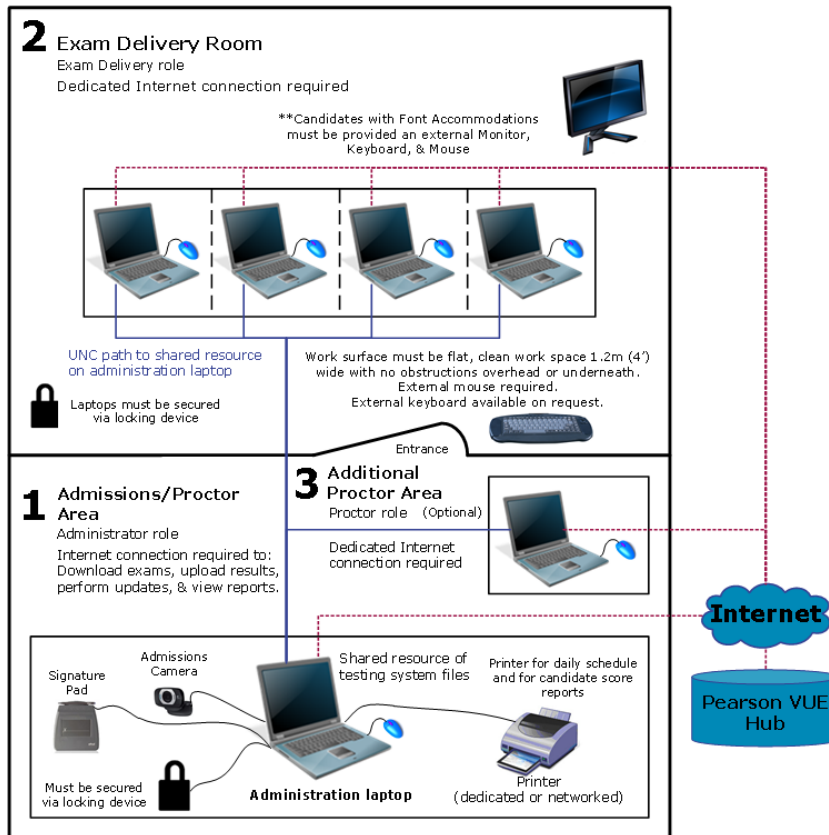 2 Exam Delivery Room
Exam Delivery role
Dedicated Internet connection required
**Candidates with Font Accommodations
must be provided an external Monitor,
Keyboard, & Mouse
UNC path to shared resource
on administration laptop
Work surface must be flat, clean work space 1.2m (4’)
wide with no obstructions overhead or underneath.
External mouse required.
External keyboard available on request.
Laptops must be secured
via locking device
Entrance
1 Admissions/Proctor
Area
Administrator role
Internet connection required to:
Download exams, upload results,
perform updates, & view reports.
3 Additional
Proctor Area
Proctor role (Optional)
Dedicated Internet
connection required
Internet
Pearson VUE
Hub
Signature
Pad
Admissions
Camera
Shared resource of
testing system files
Printer for daily schedule
and for candidate score
reports
Must be secured
via locking device
Administration laptop
Printer
(dedicated or networked)